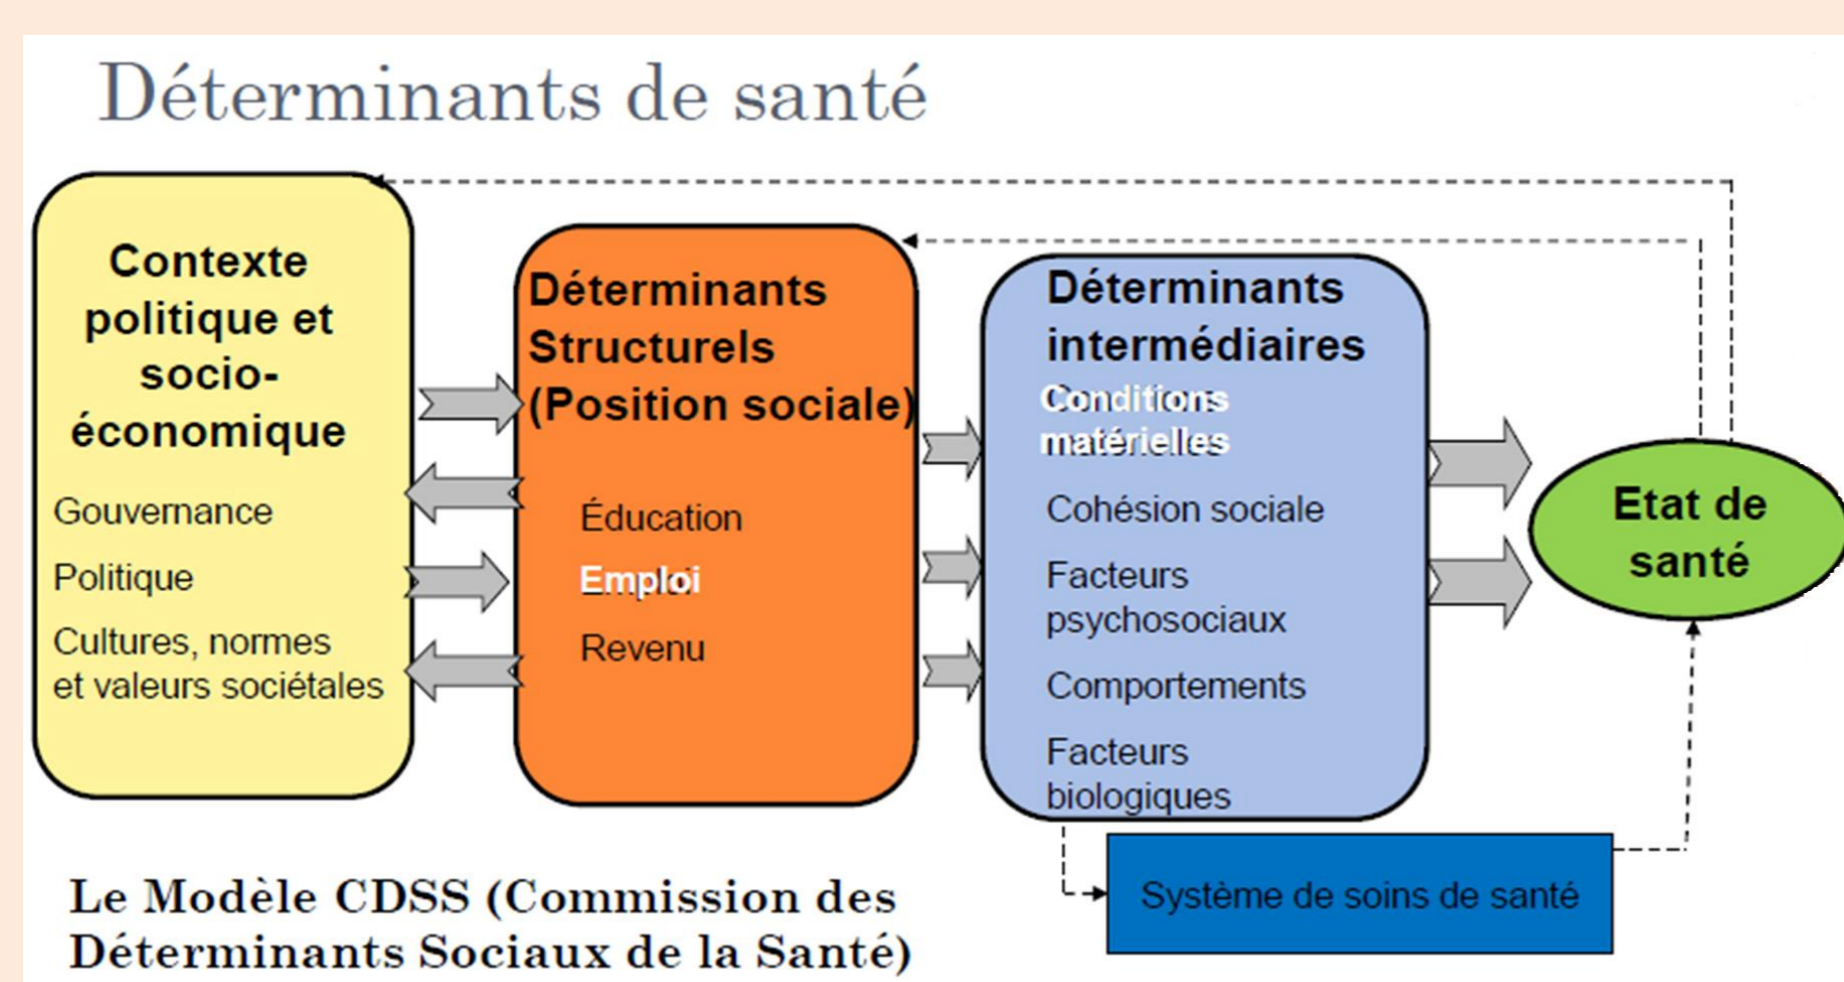 Déterminants de santé
Contexte
politique et
socio-
économique
Gouvernance
Politique
Cultures, normes
et valeurs sociétales
Déterminants
Structurels
(Position sociale)
Éducation
Emploi
Revenu
Déterminants
intermédiaires
Conditions
matérielles
Cohésion sociale
Facteurs
psychosociaux
Comportements
Facteurs
biologiques
Etat de
santé
Système de soins de santé
Le Modèle CDSS (Commission des
Déterminants Sociaux de la Santé)